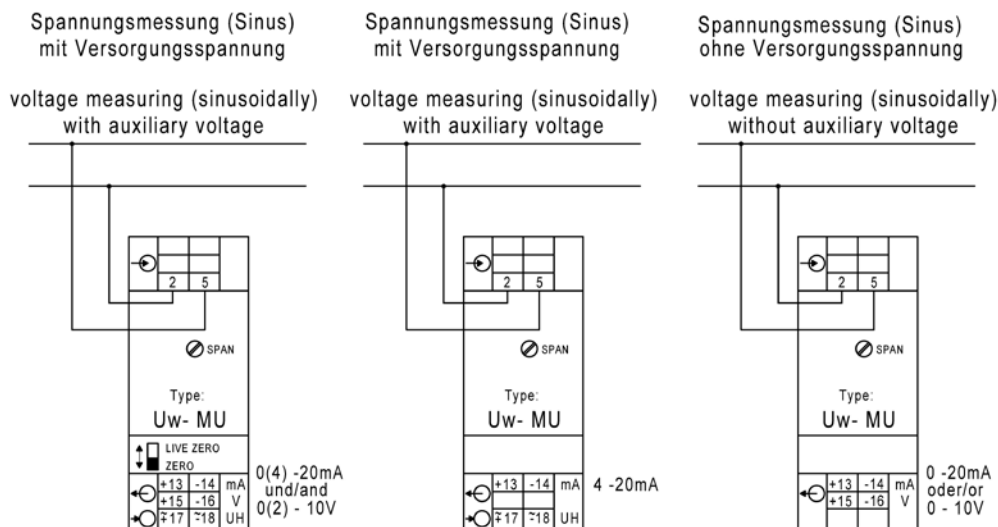 Spannungsmessung (Sinus)
mit Versorgungsspannung
voltage measuring (sinusoidally)
with auxiliary voltage
2 5
SPAN
Type:
Uw- MU
LIVE ZERO
ZERO
+13 -14 mA
+15 -16 V
≂17 ≂18 UH
0(4) -20mA
und/and
0(2) - 10V
Spannungsmessung (Sinus)
mit Versorgungsspannung
voltage measuring (sinusoidally)
with auxiliary voltage
2 5
SPAN
Type:
Uw- MU
+13 -14 mA
≂17 ≂18 UH
4 -20mA
Spannungsmessung (Sinus)
ohne Versorgungsspannung
voltage measuring (sinusoidally)
without auxiliary voltage
2 5
SPAN
Type:
Uw- MU
+13 -14 mA
+15 -16 V
0 -20mA
oder/or
0 - 10V